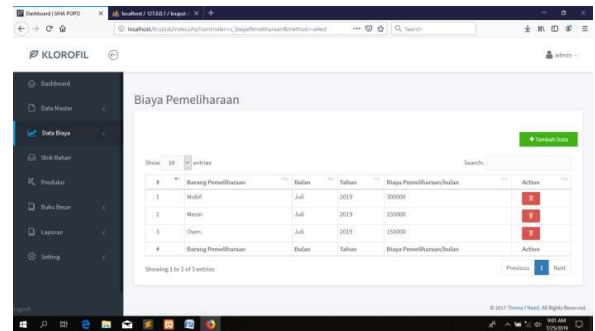 Dashboard | SIHA POPO
localhost / 127.0.0.1 / krupuk
localhost/krupuk/index.php?controller=c_biayaPemeliharaan&method=select
Search
KLOROFIL
admin
Dashboard
Data Master
Data Biaya
Stok Bahan
Produksi
Buku Besar
Laporan
Setting
Biaya Pemeliharaan
+ Tambah Data
Show 10 entries
Search:
# Barang Pemeliharaan Bulan Tahun Biaya Pemeliharaan/bulan Action
1 Mobil Juli 2019 300000
2 Mesin Juli 2019 150000
3 Oven. Juli 2019 150000
# Barang Pemeliharaan Bulan Tahun Biaya Pemeliharaan/bulan Action
Showing 1 to 3 of 3 entries
Previous 1 Next
© 2017 Theme I Need. All Rights Reserved.
9:01 AM
7/25/2019